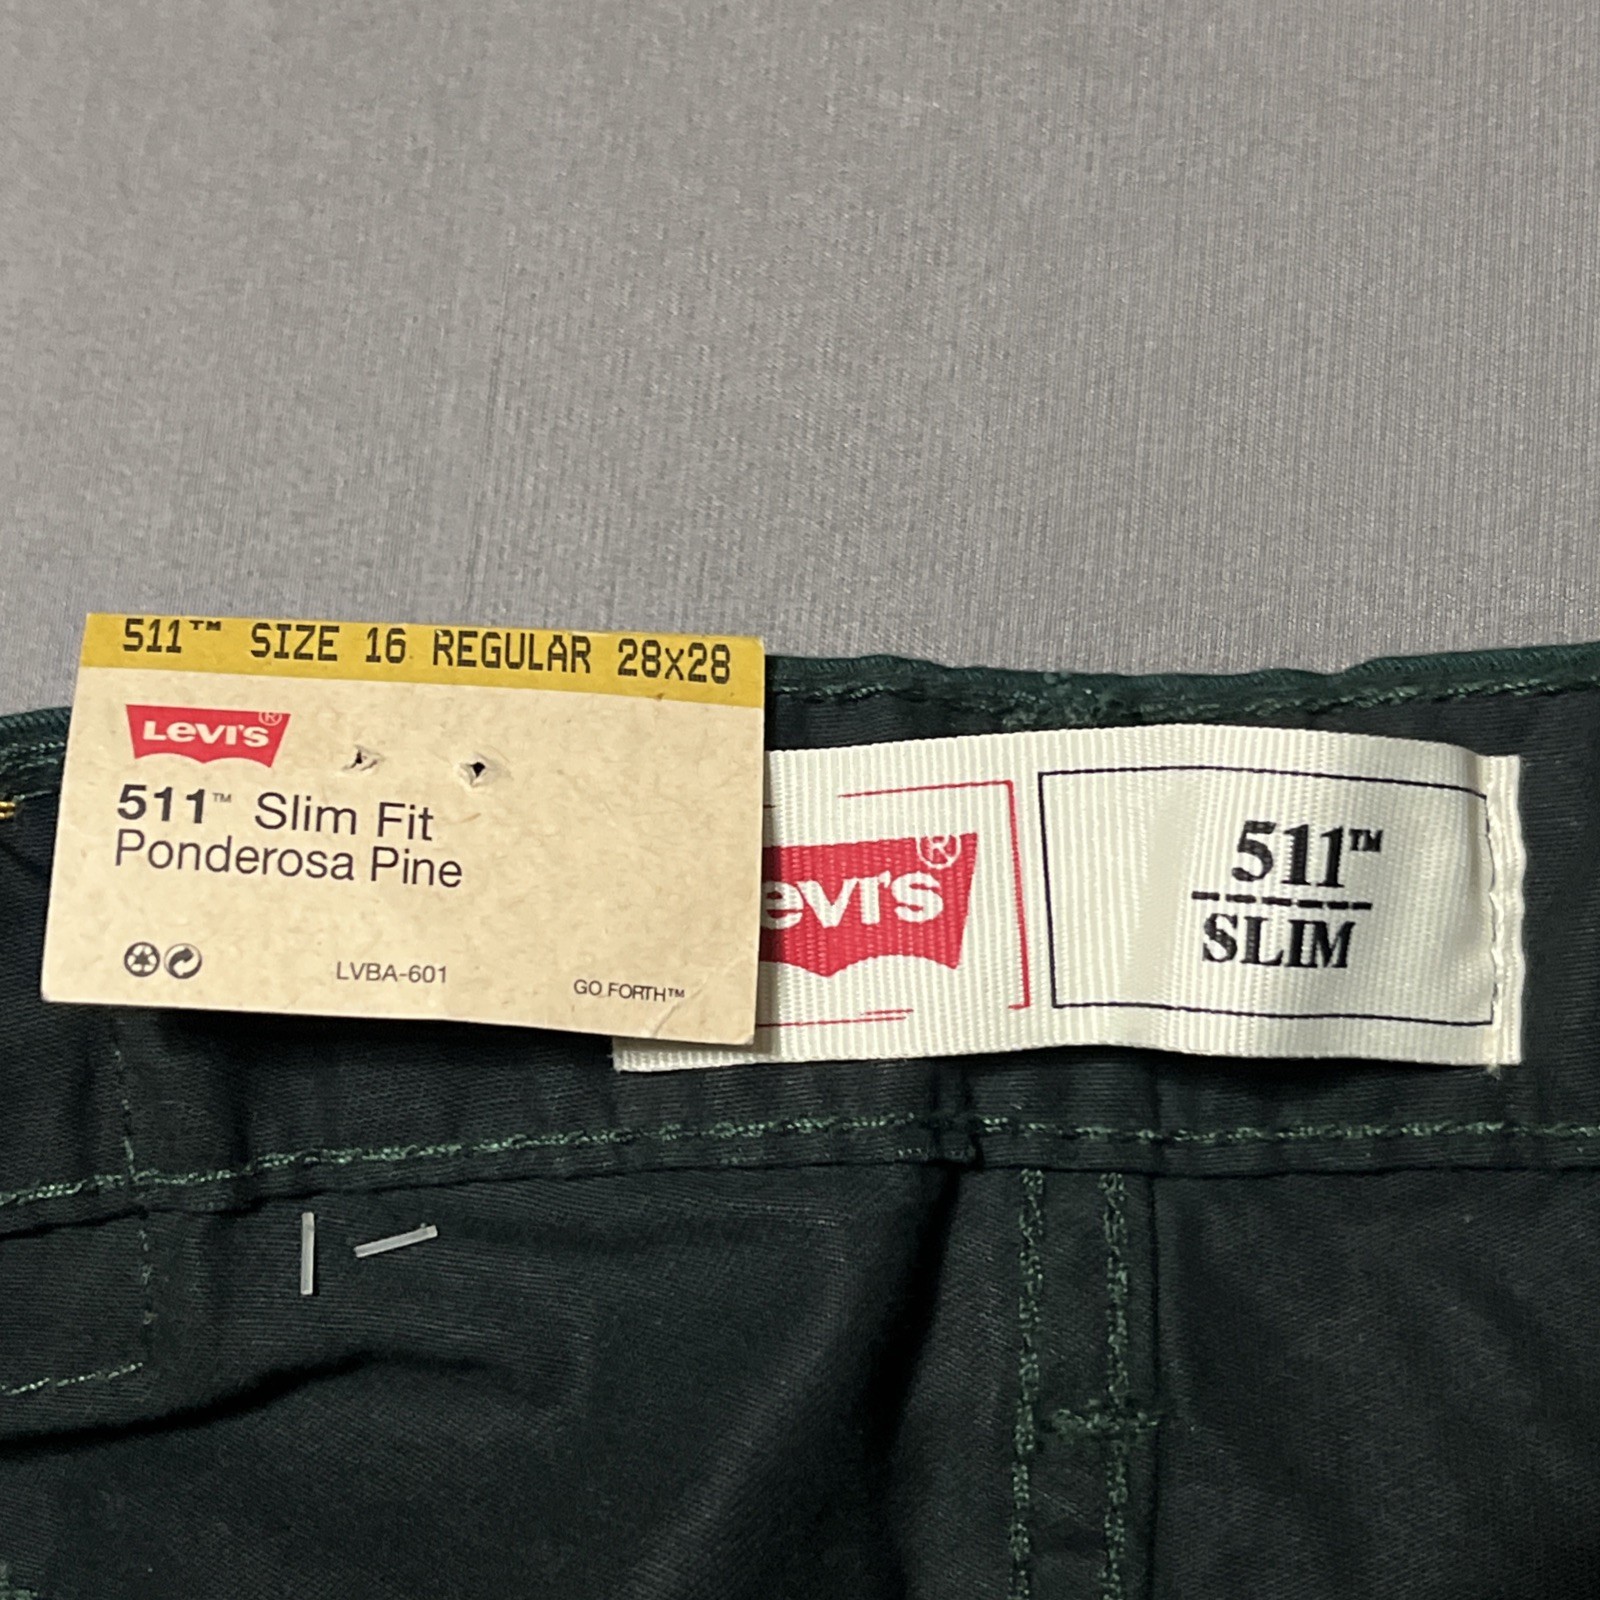 511™ SIZE 16 REGULAR 28X28
LEVI'S®
511™ Slim Fit
Ponderosa Pine
LVBA-601
GO FORTH™
evi's®
511™
SLIM